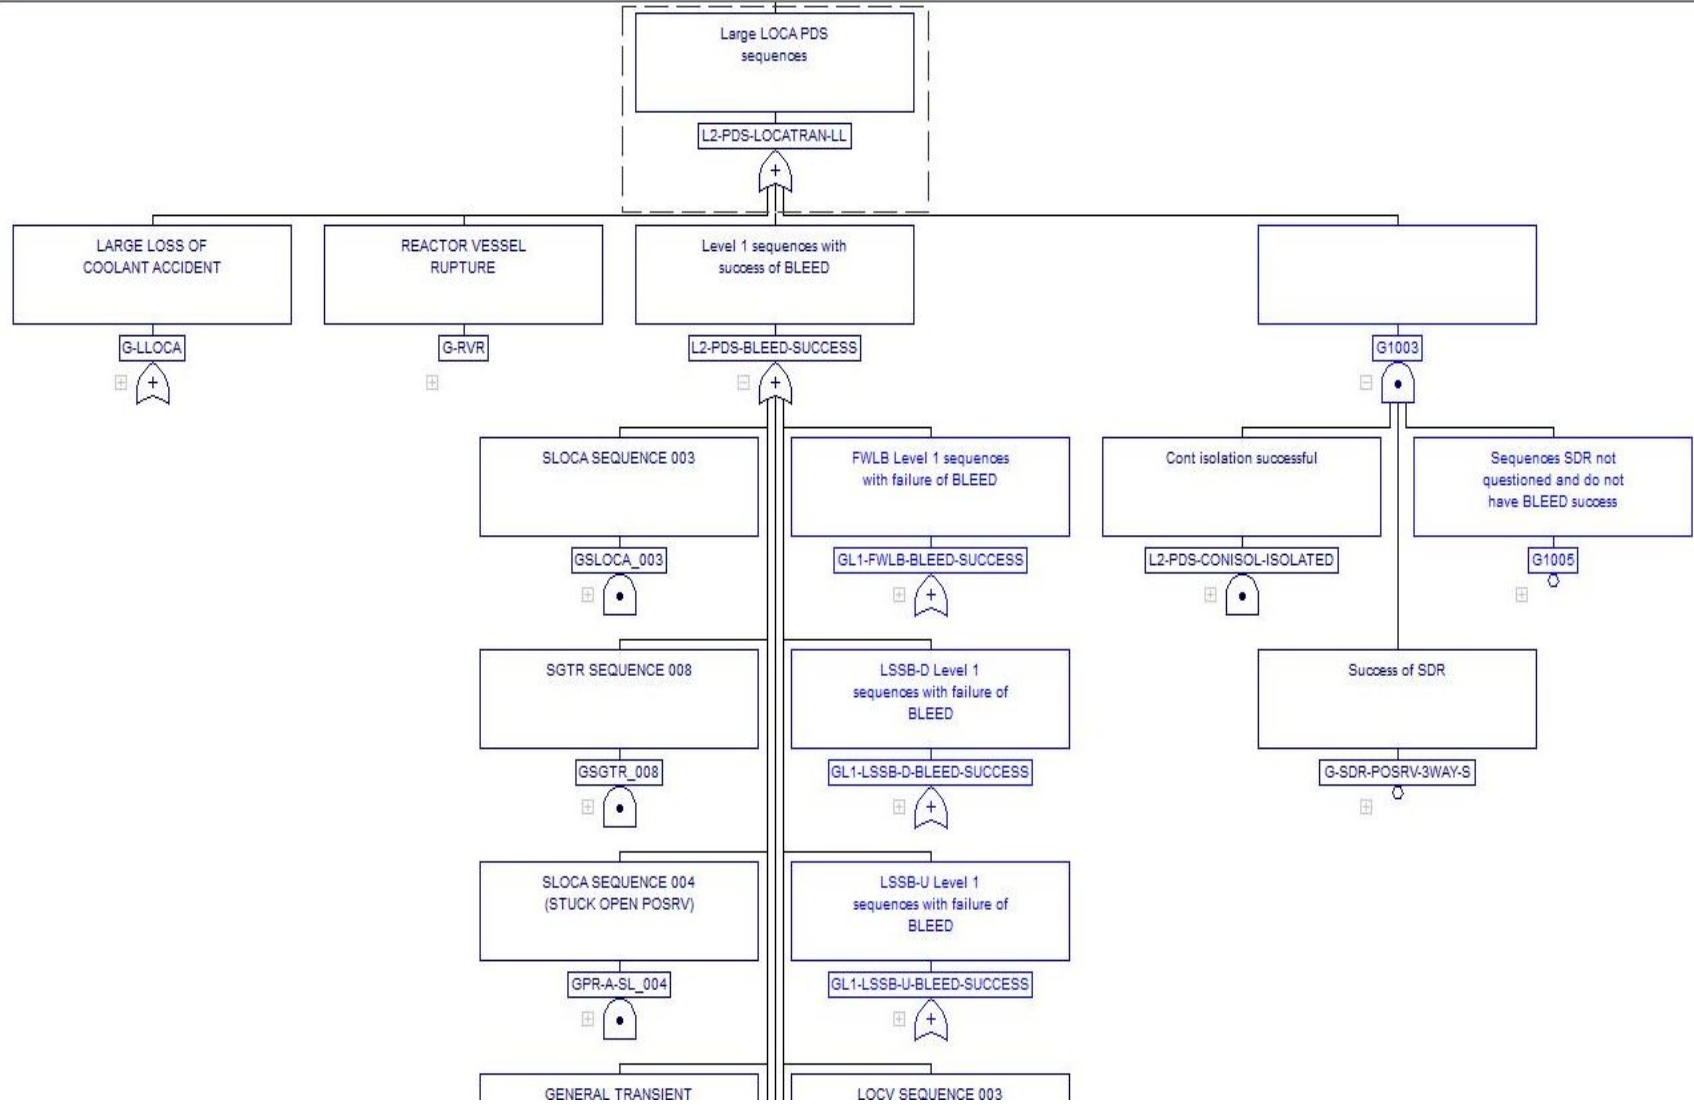 Large LOCA PDS
sequences
L2-PDS-LOCATRAN-LL
LARGE LOSS OF
COOLANT ACCIDENT
G-LLOCA
REACTOR VESSEL
RUPTURE
G-RVR
Level 1 sequences with
success of BLEED
L2-PDS-BLEED-SUCCESS
G1003
SLOCA SEQUENCE 003
GSLOCA_003
FWLB Level 1 sequences
with failure of BLEED
GL1-FWLB-BLEED-SUCCESS
Cont isolation successful
L2-PDS-CONISOL-ISOLATED
Sequences SDR not
questioned and do not
have BLEED success
G1005
SGTR SEQUENCE 008
GSGTR_008
LSSB-D Level 1
sequences with failure of
BLEED
GL1-LSSB-D-BLEED-SUCCESS
Success of SDR
G-SDR-POSRV-3WAY-S
SLOCA SEQUENCE 004
(STUCK OPEN POSRV)
GPR-A-SL_004
LSSB-U Level 1
sequences with failure of
BLEED
GL1-LSSB-U-BLEED-SUCCESS
GENERAL TRANSIENT
LOCV SEQUENCE 003